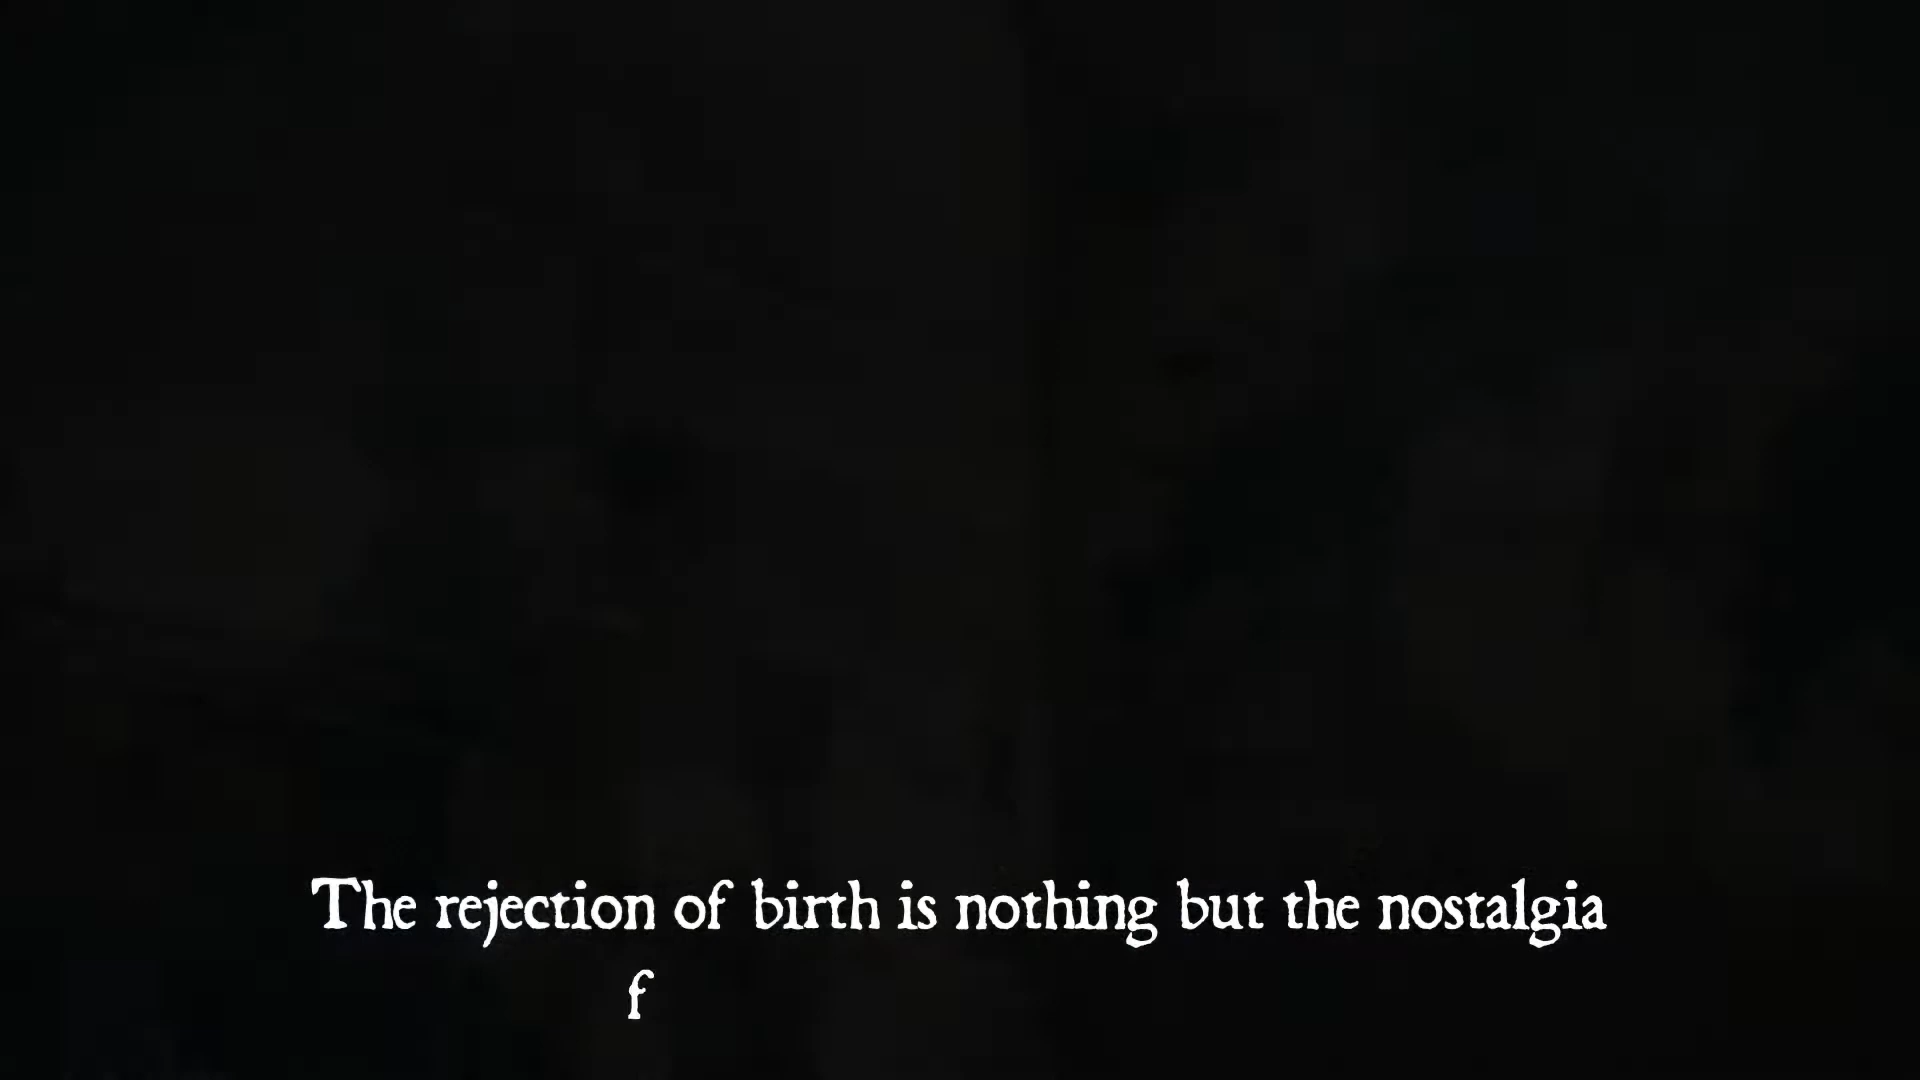 The rejection of birth is nothing but the nostalgia
f